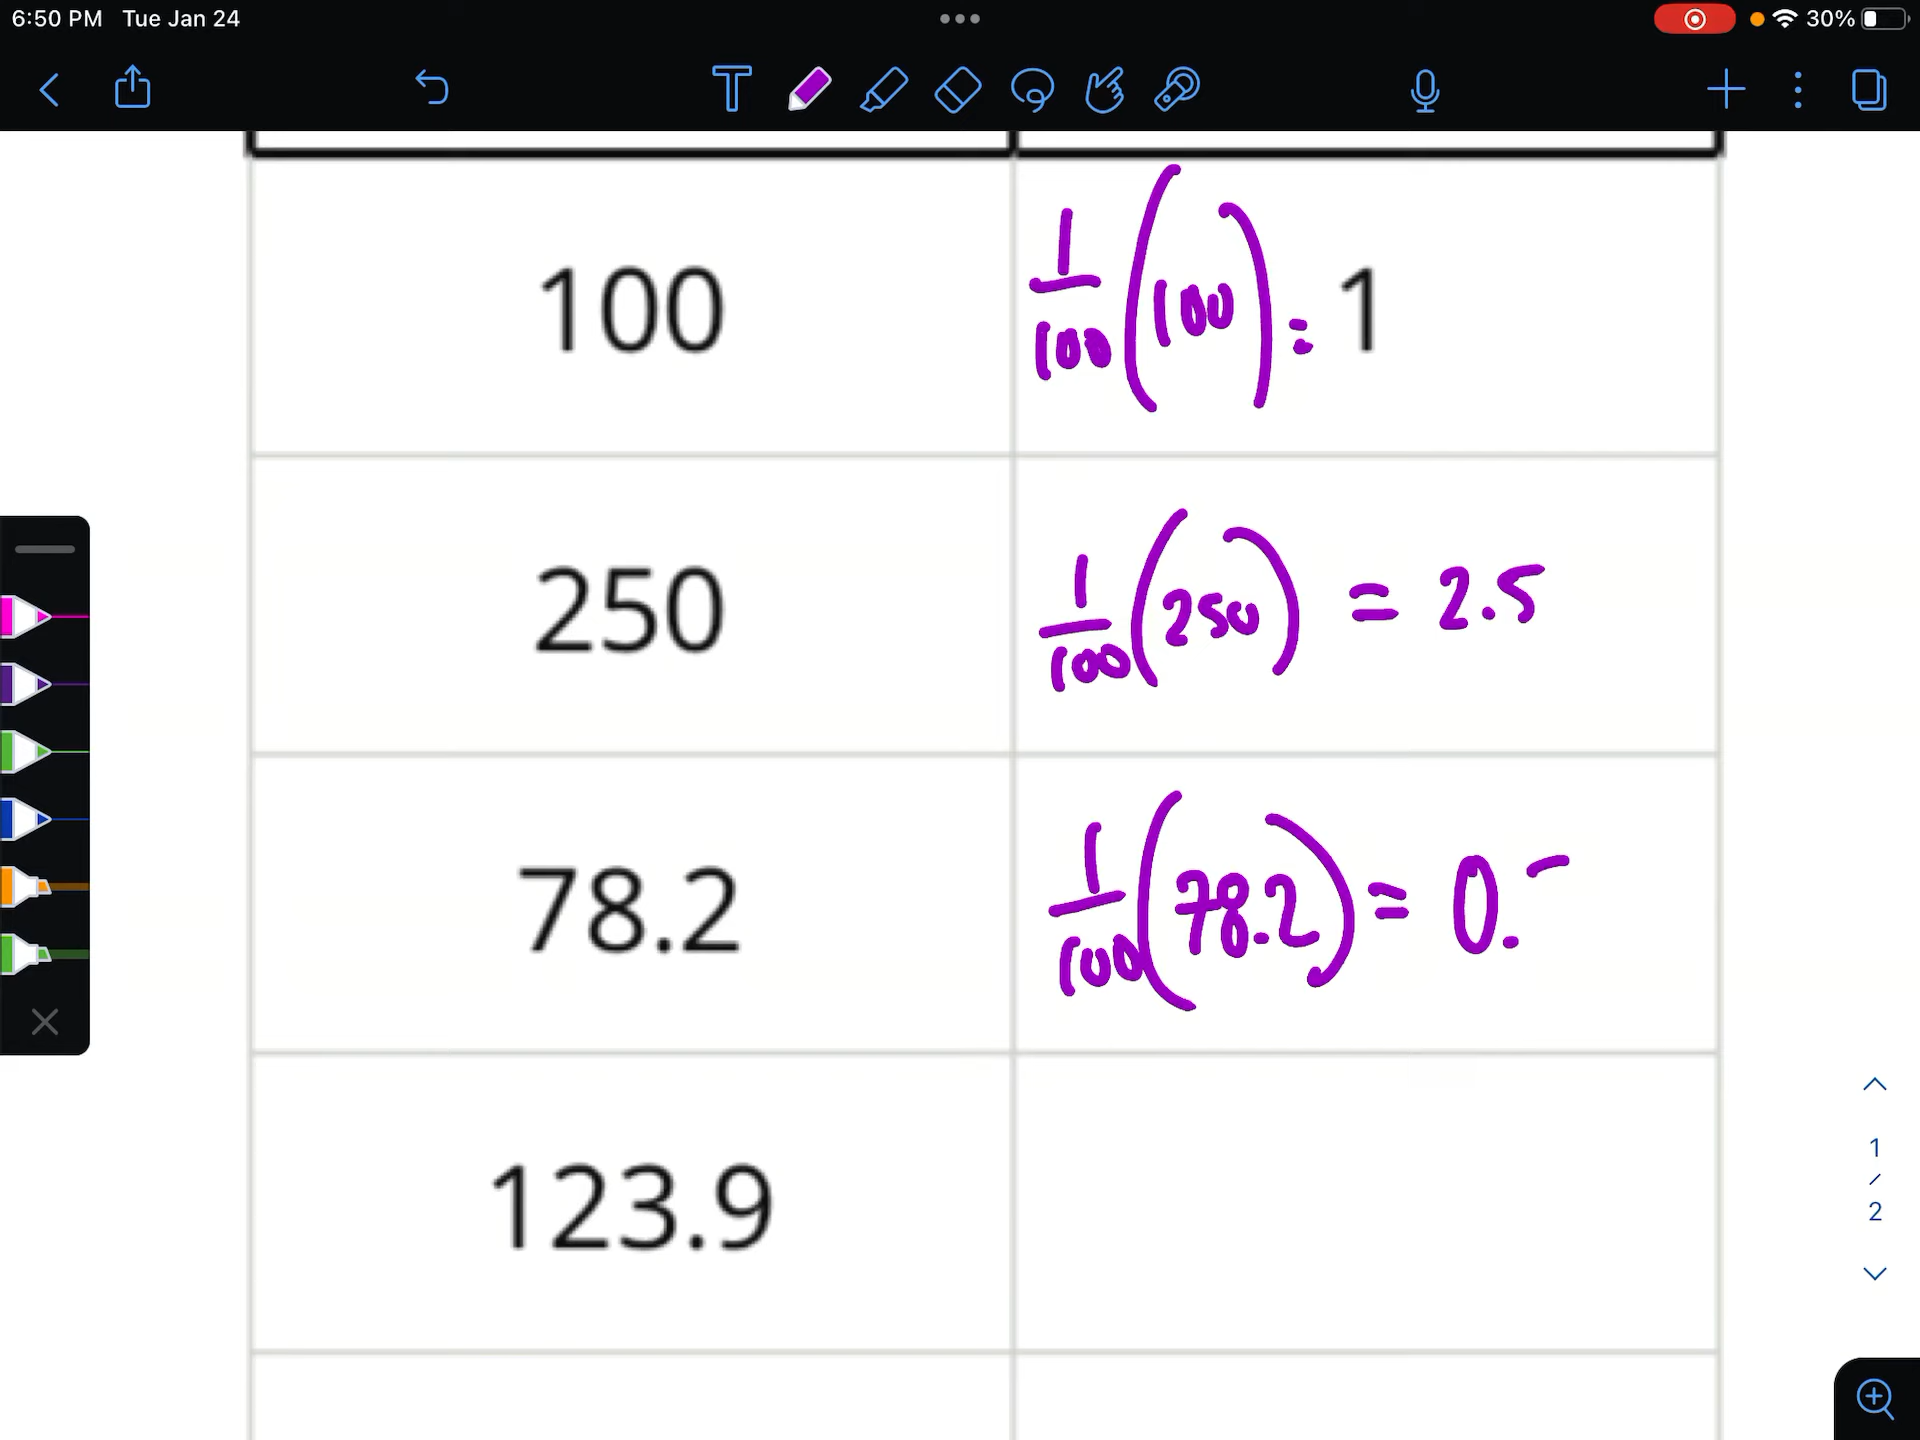 6:50 PM Tue Jan 24 30%
T
100 1/100 (100) = 1
250 1/100 (250) = 2.5
78.2 1/100 (78.2) = 0.
123.9
1
/
2